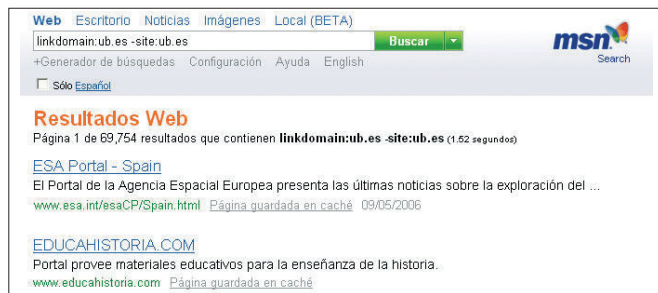 Web Escritorio Noticias Imágenes Local (BETA)
linkdomain:ub.es -site:ub.es Buscar
msn
Search
+Generador de búsquedas Configuración Ayuda English
Sólo Español
Resultados Web
Página 1 de 69,754 resultados que contienen linkdomain:ub.es -site:ub.es (1.52 segundos)
ESA Portal - Spain
El Portal de la Agencia Espacial Europea presenta las últimas noticias sobre la exploración del ...
www.esa.int/esaCP/Spain.html Página guardada en caché 09/05/2006
EDUCAHISTORIA.COM
Portal provee materiales educativos para la enseñanza de la historia.
www.educahistoria.com Página guardada en caché